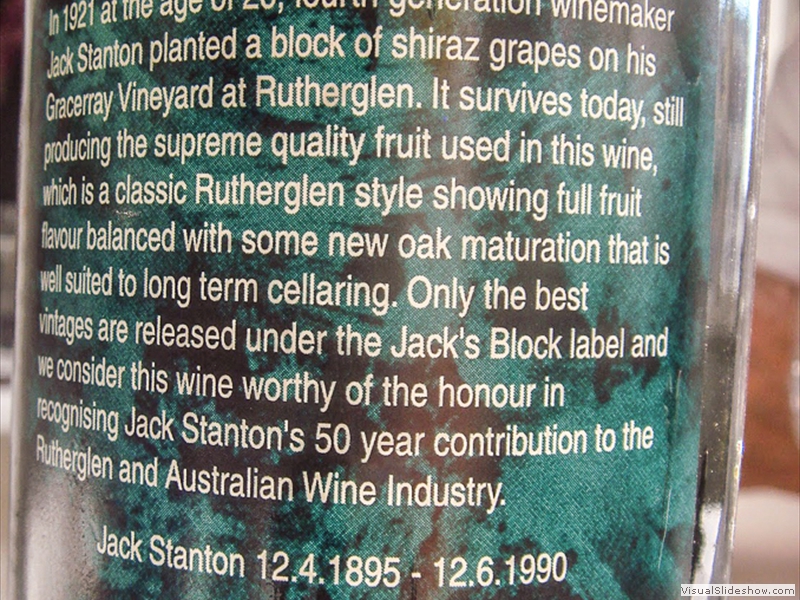 In 1921 at the age of 26, fourth generation winemaker
Jack Stanton planted a block of shiraz grapes on his
Gracerray Vineyard at Rutherglen. It survives today, still
producing the supreme quality fruit used in this wine,
which is a classic Rutherglen style showing full fruit
flavour balanced with some new oak maturation that is
well suited to long term cellaring. Only the best
vintages are released under the Jack's Block label and
we consider this wine worthy of the honour in
recognising Jack Stanton's 50 year contribution to the
Rutherglen and Australian Wine Industry.
Jack Stanton 12.4.1895 - 12.6.1990
VisualSlideshow.com